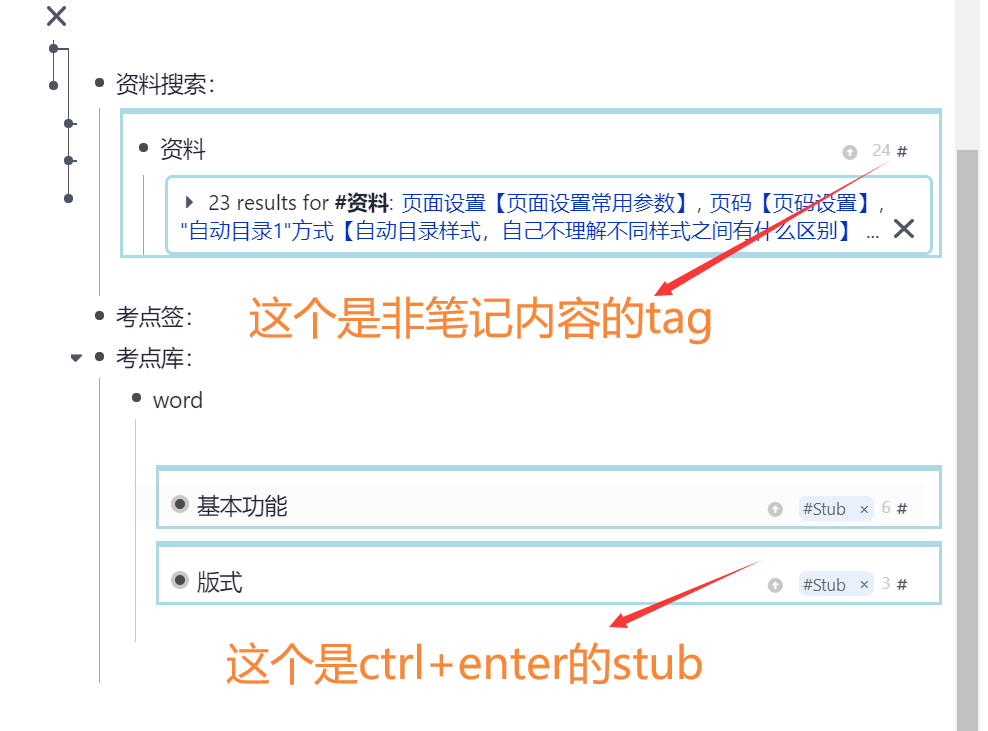 资料搜索：
资料
24 #
23 results for #资料: 页面设置【页面设置常用参数】, 页码【页码设置】,
"自动目录1"方式【自动目录样式，自己不理解不同样式之间有什么区别】 ...
这个是非笔记内容的tag
考点签：
考点库：
word
基本功能
#Stub × 6 #
版式
#Stub × 3 #
这个是ctrl+enter的stub